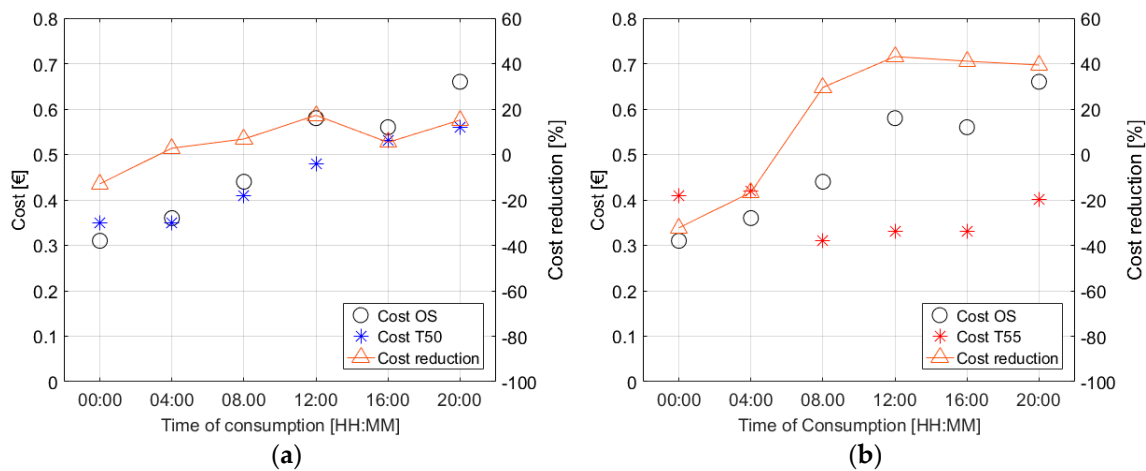 0.8
0.7
0.6
0.5
0.4
0.3
0.2
0.1
0
Cost [€]
60
40
20
0
-20
-40
-60
-80
-100
Cost reduction [%]
Cost OS
Cost T50
Cost reduction
00:00 04:00 08.00 12:00 16:00 20:00
Time of consumption [HH:MM]
(a)
0.8
0.7
0.6
0.5
0.4
0.3
0.2
0.1
0
Cost [€]
60
40
20
0
-20
-40
-60
-80
-100
Cost reduction [%]
Cost OS
Cost T55
Cost reduction
00:00 04:00 08.00 12:00 16:00 20:00
Time of Consumption [HH:MM]
(b)